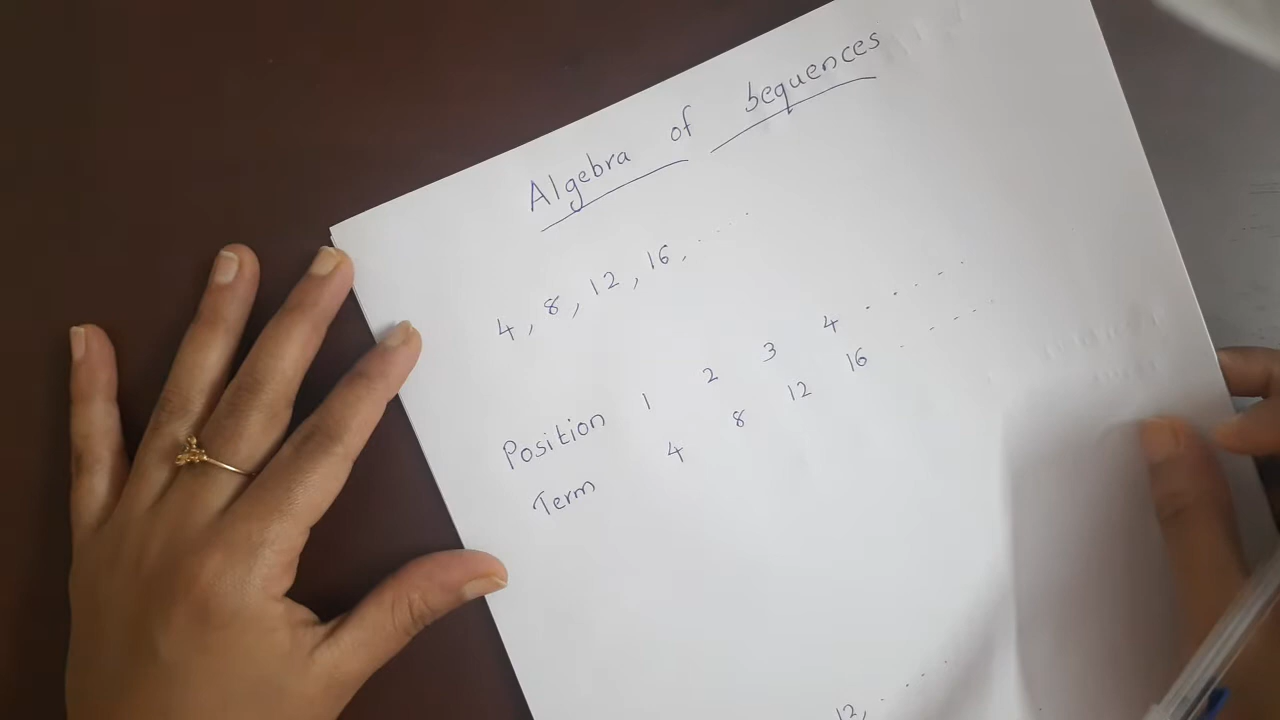 Algebra of Sequences
4, 8, 12, 16, .....
Position 1 2 3 4 .....
Term 4 8 12 16 ....
12, ....